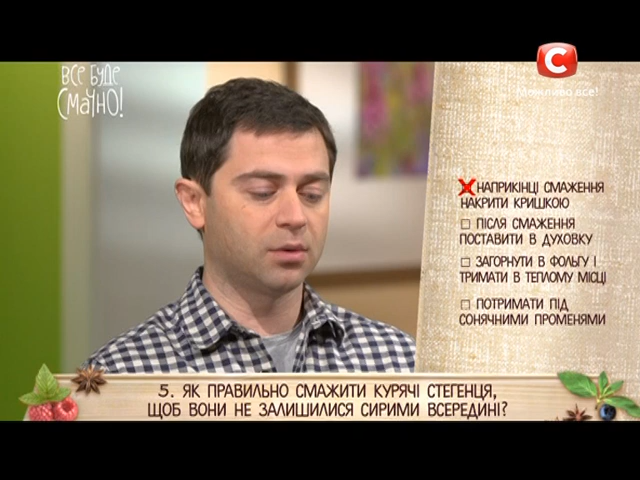 ВСЕ БУДЕ
СМАЧНО!
С
Можливо все!
НАПРИКІНЦІ СМАЖЕННЯ
НАКРИТИ КРИШКОЮ
ПІСЛЯ СМАЖЕННЯ
ПОСТАВИТИ В ДУХОВКУ
ЗАГОРНУТИ В ФОЛЬГУ І
ТРИМАТИ В ТЕПЛОМУ МІСЦІ
ПОТРИМАТИ ПІД
СОНЯЧНИМИ ПРОМЕНЯМИ
5. ЯК ПРАВИЛЬНО СМАЖИТИ КУРЯЧІ СТЕГЕНЦЯ,
ЩОБ ВОНИ НЕ ЗАЛИШИЛИСЯ СИРИМИ ВСЕРЕДИНІ?